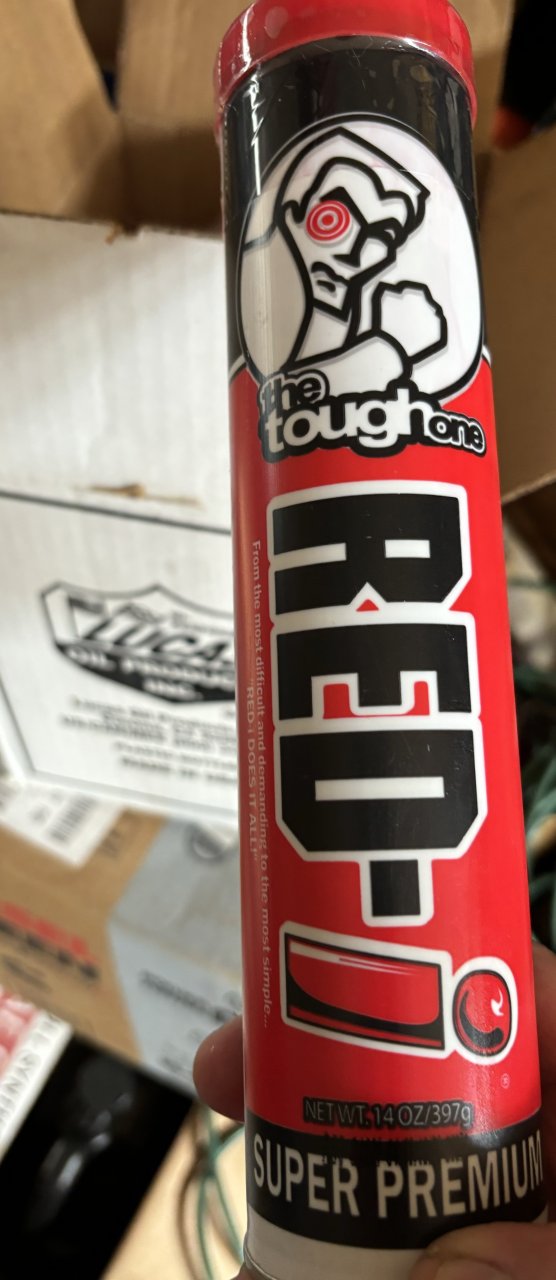 the
tough one
RED-i
From the most difficult and demanding to the most simple...
"RED-i DOES IT ALL!"
®
NET WT. 14 OZ/397g
SUPER PREMIUM
LUCAS
OIL PRODUCTS
INC.